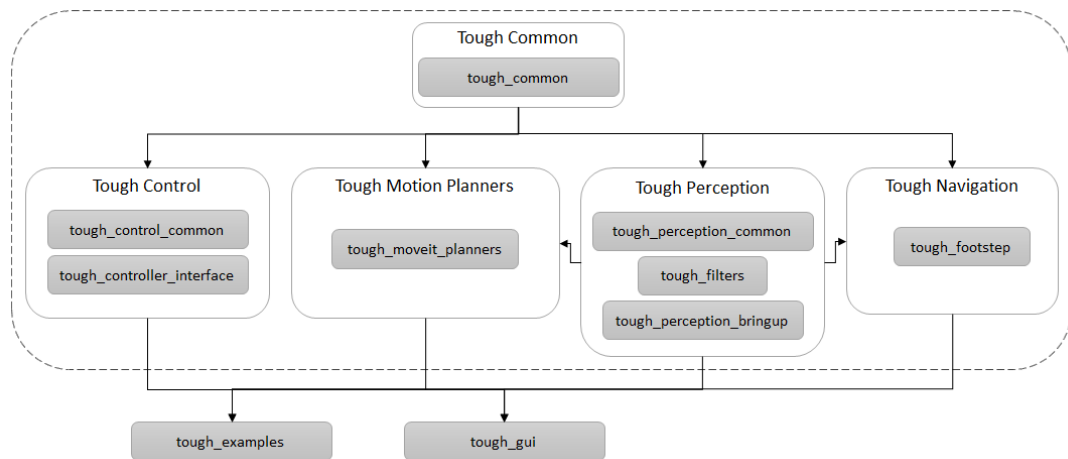 Tough Common
tough_common
Tough Control
tough_control_common
tough_controller_interface
Tough Motion Planners
tough_moveit_planners
Tough Perception
tough_perception_common
tough_filters
tough_perception_bringup
Tough Navigation
tough_footstep
tough_examples
tough_gui